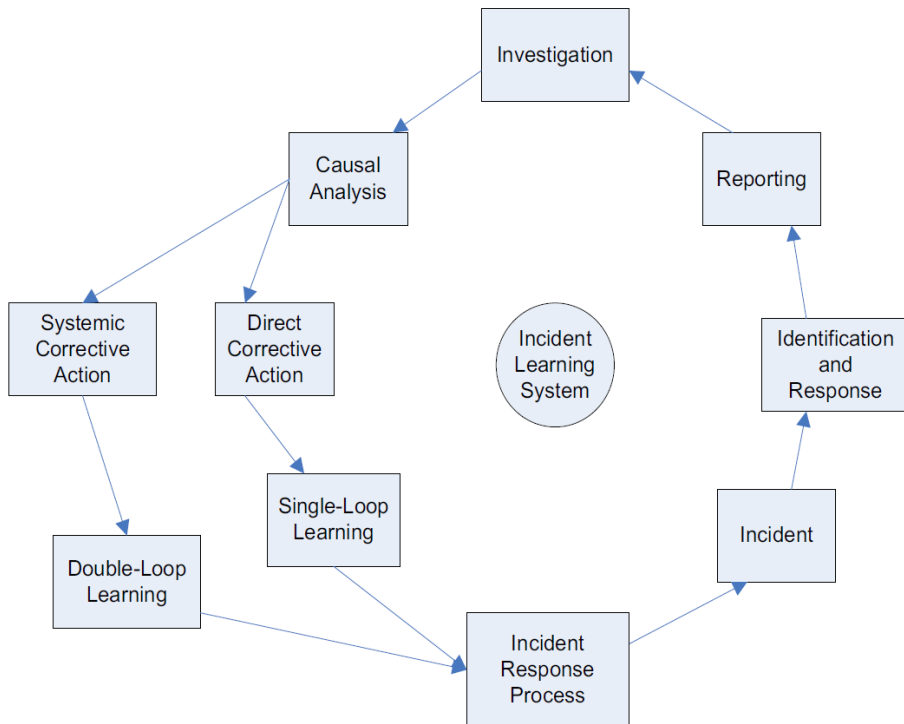 Investigation
Causal
Analysis
Reporting
Systemic
Corrective
Action
Direct
Corrective
Action
Incident
Learning
System
Identification
and
Response
Single-Loop
Learning
Incident
Double-Loop
Learning
Incident
Response
Process